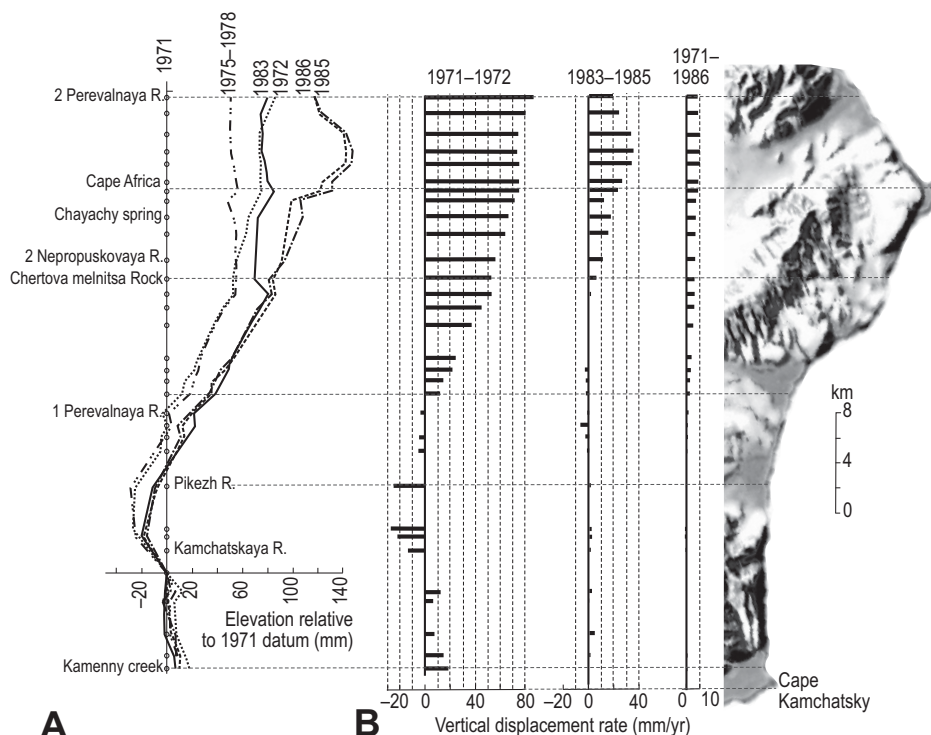 1971
1975–1978
1983
1972
1986
1985
1971–1972
1983–1985
1971–
1986
2 Perevalnaya R.
Cape Africa
Chayachy spring
2 Nepropuskovaya R.
Chertova melnitsa Rock
1 Perevalnaya R.
Pikezh R.
Kamchatskaya R.
Kamenny creek
–20
20
60
100
140
Elevation relative
to 1971 datum (mm)
–20 0 40 80 –20 0 40 0 10
Vertical displacement rate (mm/yr)
km
8
4
0
Cape
Kamchatsky
A
B